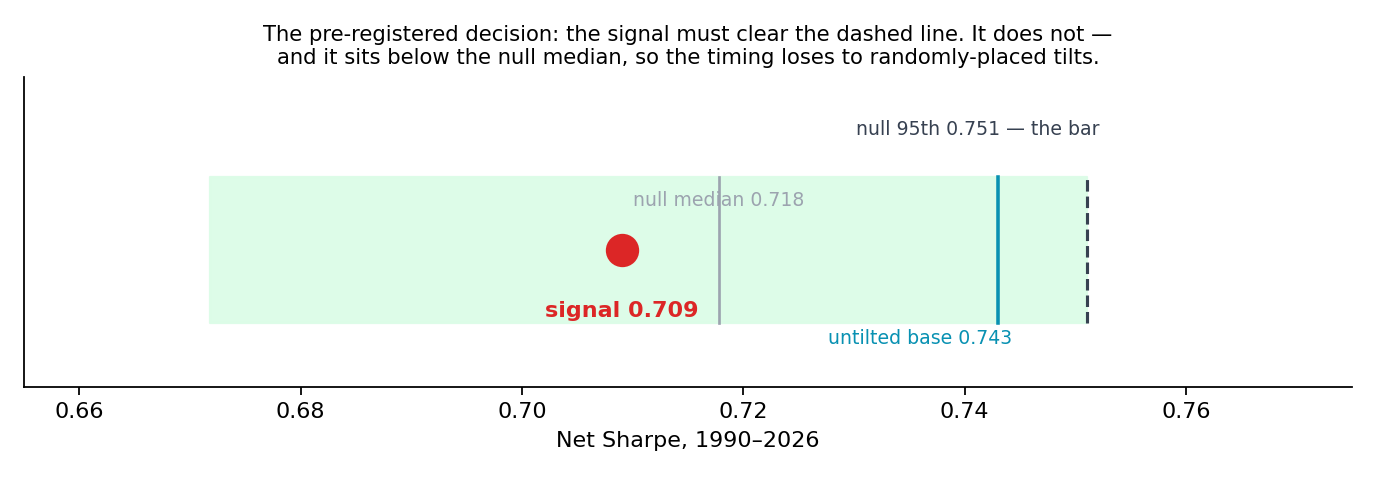 The pre-registered decision: the signal must clear the dashed line. It does not —
and it sits below the null median, so the timing loses to randomly-placed tilts.
null 95th 0.751 — the bar
null median 0.718
signal 0.709
untilted base 0.743
0.66 0.68 0.70 0.72 0.74 0.76
Net Sharpe, 1990–2026